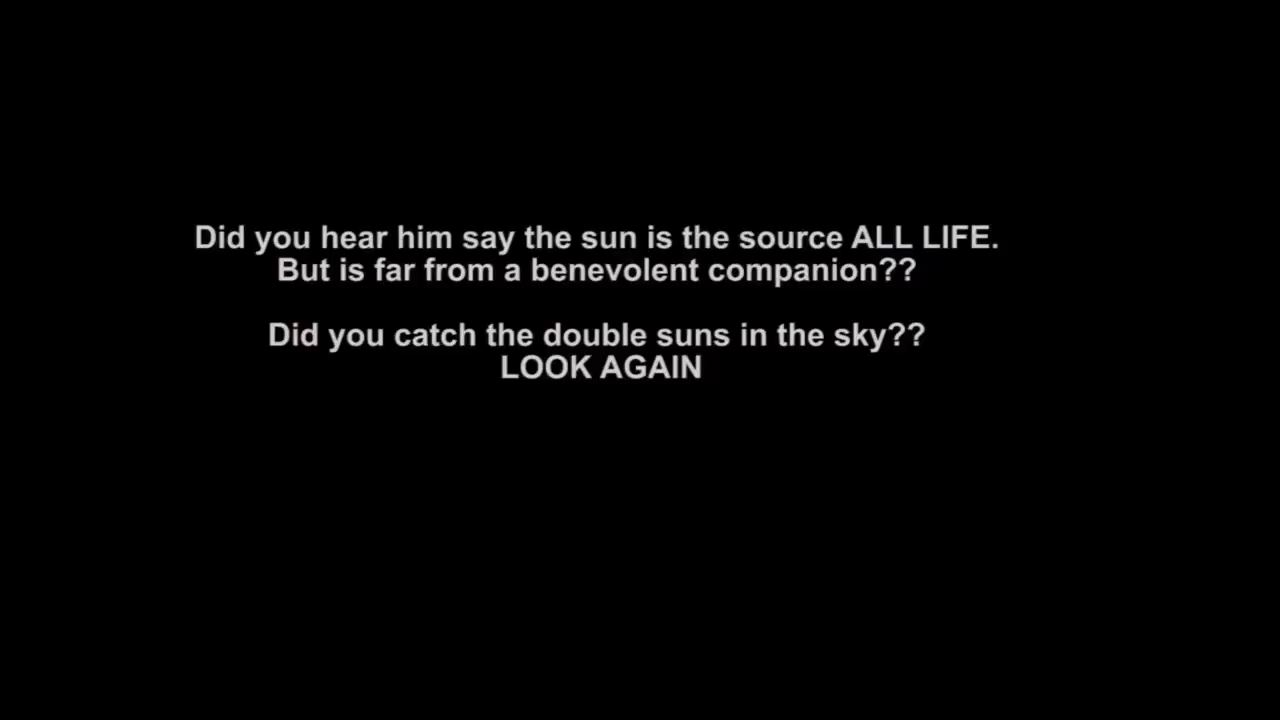 Did you hear him say the sun is the source ALL LIFE.
But is far from a benevolent companion??
Did you catch the double suns in the sky??
LOOK AGAIN